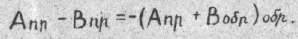 Aпр - Bпр = -(Aпр + Bобр)обр.